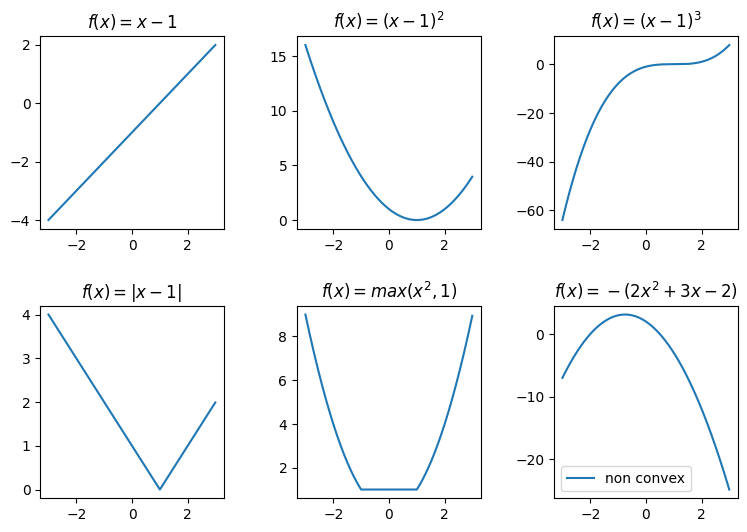 f(x) = x − 1
2
0
−2
−4
−2 0 2
f(x) = (x − 1)²
15
10
5
0
−2 0 2
f(x) = (x − 1)³
0
−20
−40
−60
−2 0 2
f(x) = |x − 1|
4
3
2
1
0
−2 0 2
f(x) = max(x², 1)
8
6
4
2
−2 0 2
f(x) = −(2x² + 3x − 2)
0
−10
−20
non convex
−2 0 2